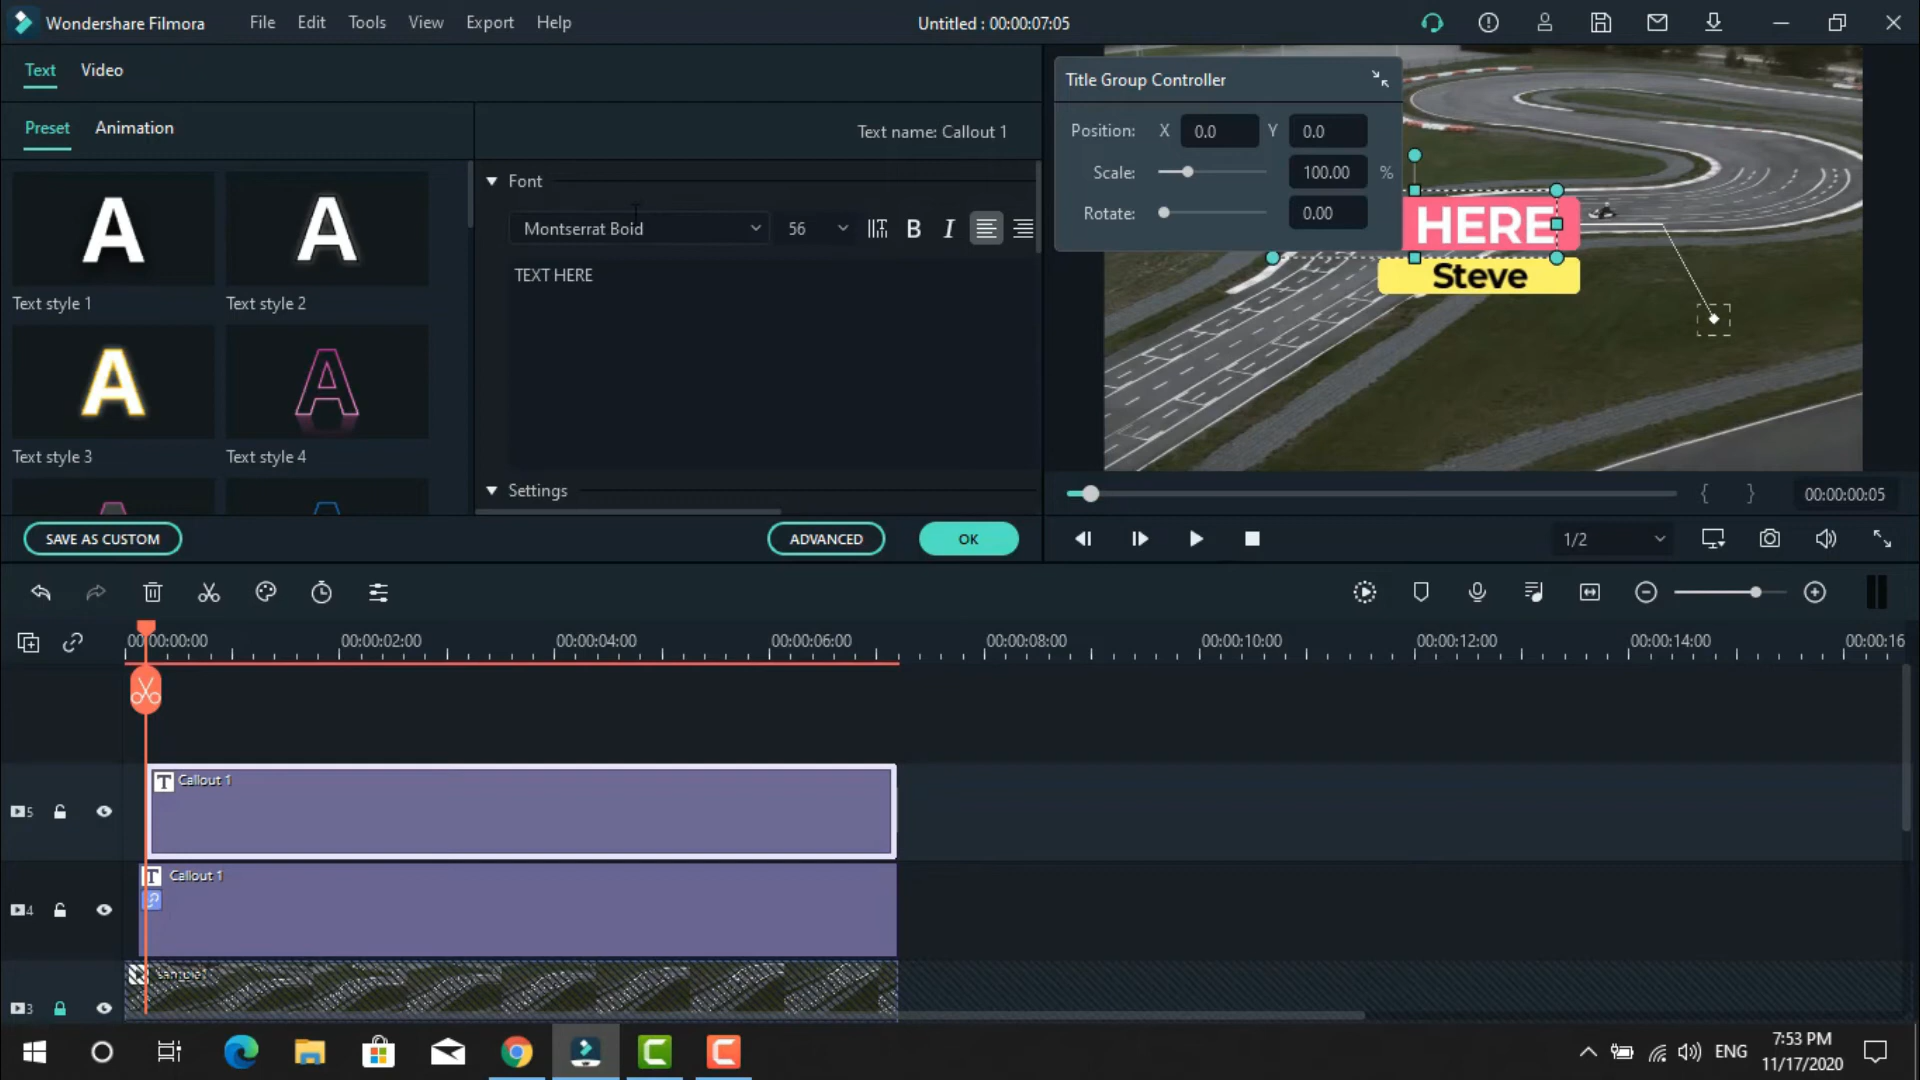 Wondershare Filmora
File
Edit
Tools
View
Export
Help
Untitled : 00:00:07:05
Text
Video
Preset
Animation
Text name: Callout 1
A
A
Text style 1
Text style 2
A
A
Text style 3
Text style 4
Font
Montserrat Bold
56
B
I
TEXT HERE
Settings
SAVE AS CUSTOM
ADVANCED
OK
Title Group Controller
Position:
X
0.0
Y
0.0
Scale:
100.00
%
Rotate:
0.00
HERE
Steve
{
}
00:00:00:05
1/2
00:00:00:00
00:00:02:00
00:00:04:00
00:00:06:00
00:00:08:00
00:00:10:00
00:00:12:00
00:00:14:00
00:00:16
5
T
Callout 1
4
T
Callout 1
3
C
C
ENG
7:53 PM
11/17/2020